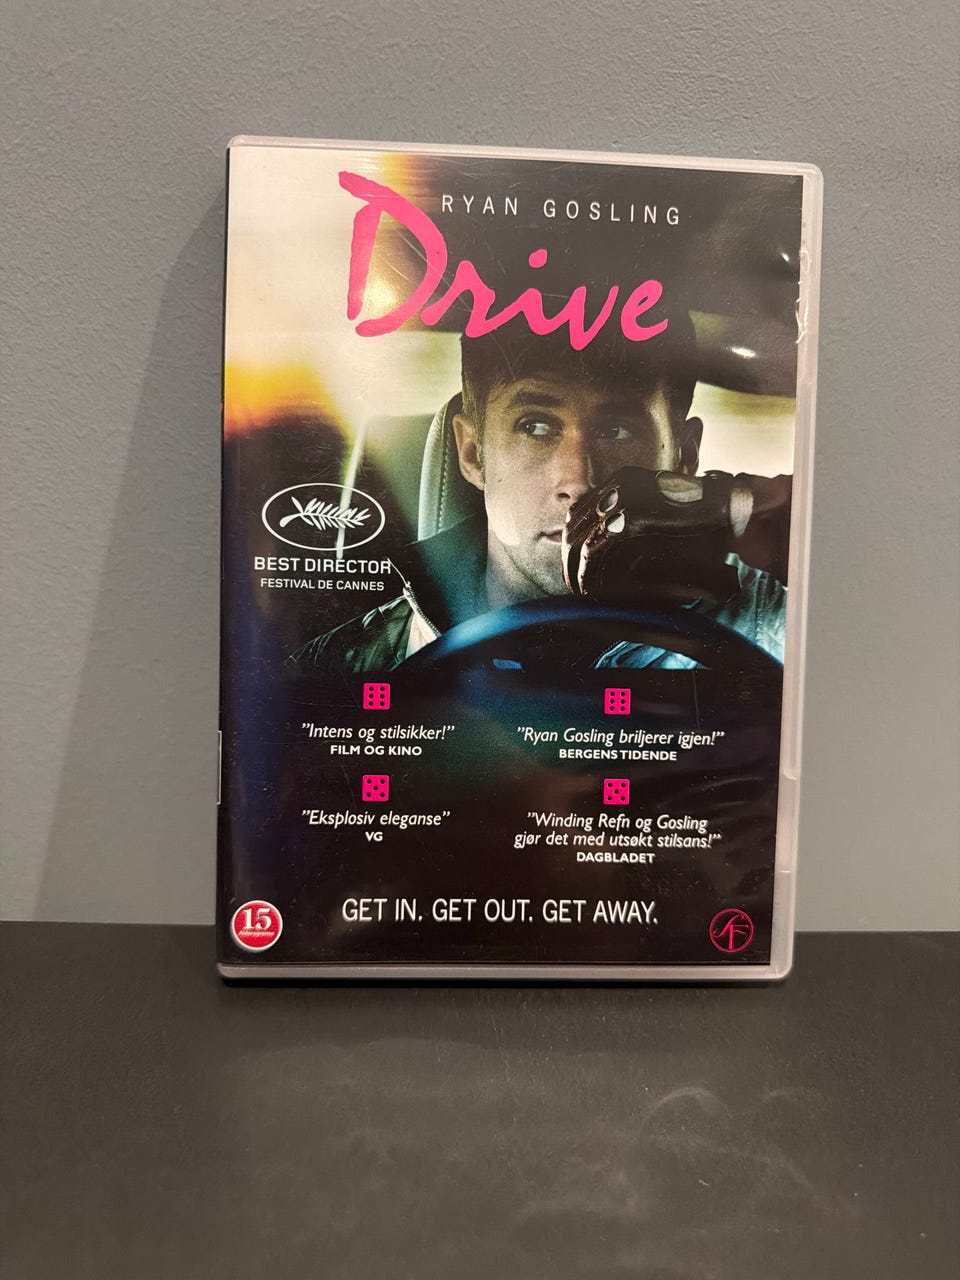 RYAN GOSLING
Drive
BEST DIRECTOR
FESTIVAL DE CANNES
"Intens og stilsikker!"
FILM OG KINO
"Ryan Gosling briljerer igjen!"
BERGENS TIDENDE
"Eksplosiv eleganse"
VG
"Winding Refn og Gosling
gjør det med utsøkt stilsans!"
DAGBLADET
GET IN. GET OUT. GET AWAY.
15
Aldersgrense
SF